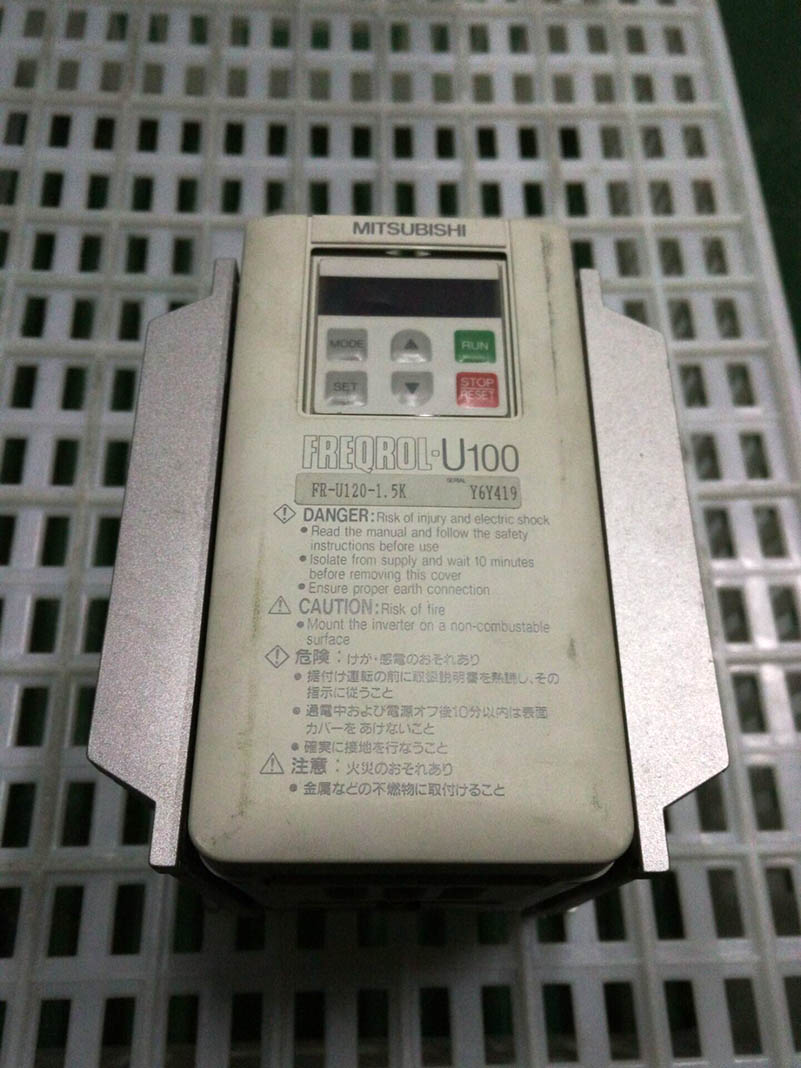 MITSUBISHI
MODE ▲ RUN
SET ▼ STOP
RESET
FREQROL-U100
FR-U120-1.5K SERIAL Y6Y419
DANGER: Risk of injury and electric shock
• Read the manual and follow the safety
instructions before use
• Isolate from supply and wait 10 minutes
before removing this cover
• Ensure proper earth connection
CAUTION: Risk of fire
• Mount the inverter on a non-combustable
surface
危険：けが・感電のおそれあり
• 据付け運転の前に取扱説明書を熟読し、その
指示に従うこと
• 通電中および電源オフ後10分以内は表面
カバーをあけないこと
• 確実に接地を行なうこと
注意：火災のおそれあり
• 金属などの不燃物に取付けること